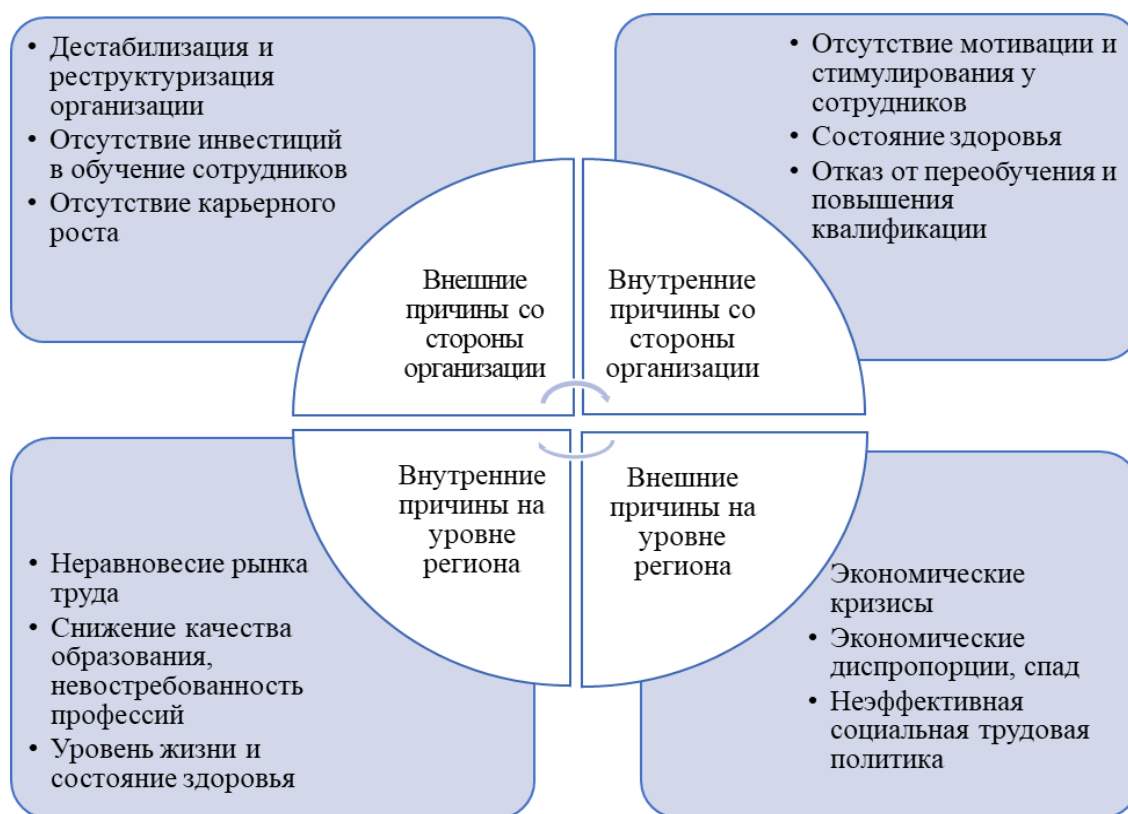 • Дестабилизация и
реструктуризация
организации
• Отсутствие инвестиций
в обучение сотрудников
• Отсутствие карьерного
роста
• Отсутствие мотивации и
стимулирования у
сотрудников
• Состояние здоровья
• Отказ от переобучения и
повышения
квалификации
Внешние
причины со
стороны
организации
Внутренние
причины со
стороны
организации
Внутренние
причины на
уровне
региона
Внешние
причины на
уровне
региона
• Неравновесие рынка
труда
• Снижение качества
образования,
невостребованность
профессий
• Уровень жизни и
состояние здоровья
Экономические
кризисы
• Экономические
диспропорции, спад
• Неэффективная
социальная трудовая
политика